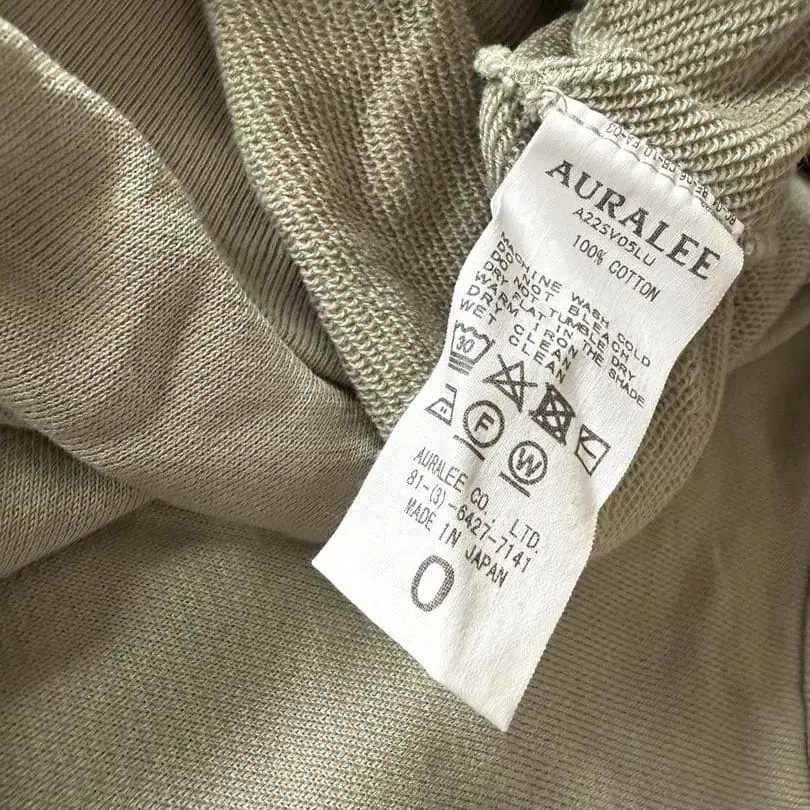 AURALEE
A22SV05LU
100% COTTON
MACHINE WASH COLD
DO NOT BLEACH
DO NOT TUMBLE DRY
DRY FLAT IN THE SHADE
WARM IRON
DRY CLEAN
WET CLEAN
30
F
W
AURALEE CO., LTD.
81-(3)-6427-7141
MADE IN JAPAN
0